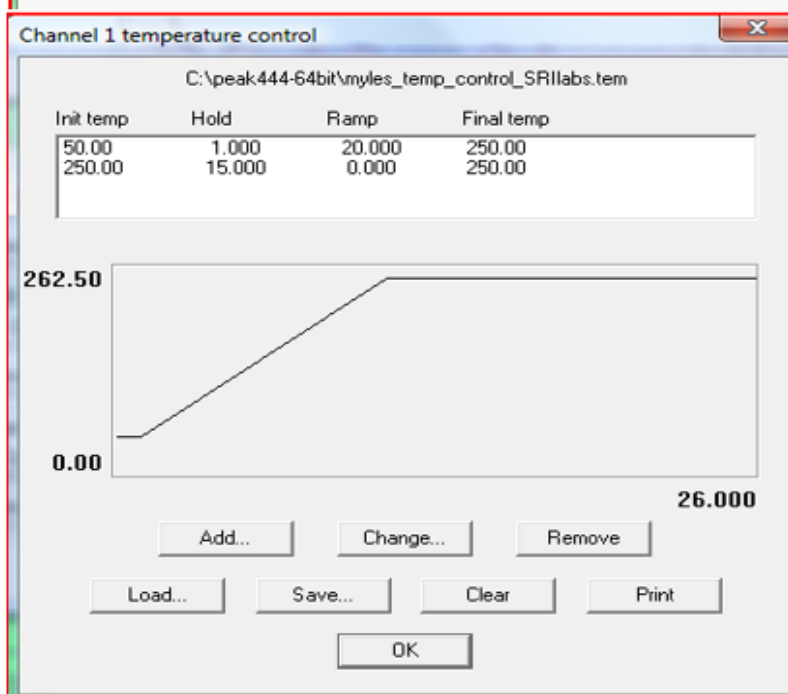 Channel 1 temperature control
C:\peak444-64bit\myles_temp_control_SRIlabs.tem
Init temp Hold Ramp Final temp
50.00 1.000 20.000 250.00
250.00 15.000 0.000 250.00
262.50
0.00
26.000
Add... Change... Remove
Load... Save... Clear Print
OK